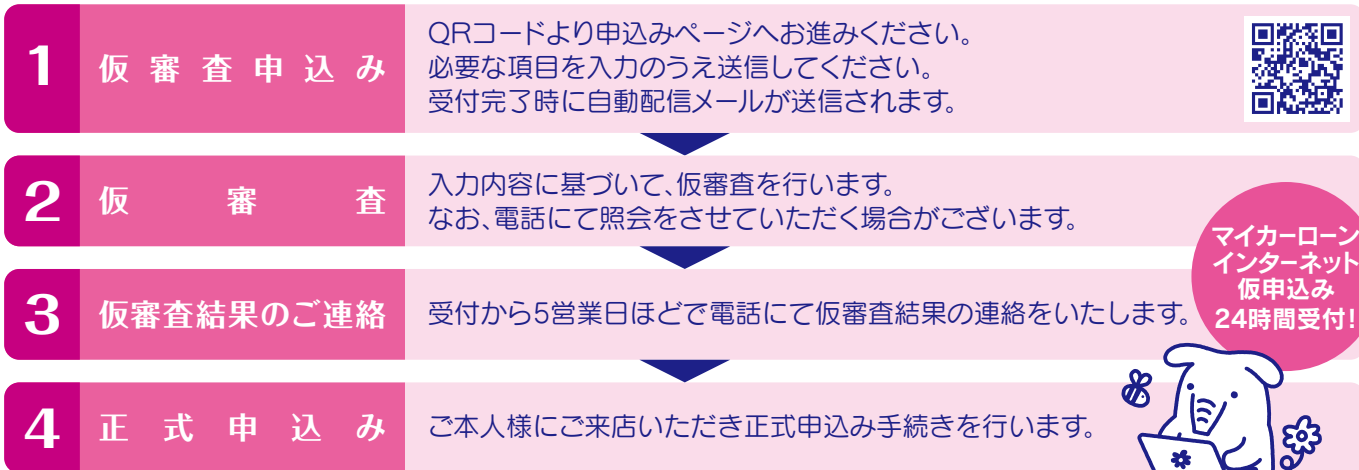 1 仮審査申込み
QRコードより申込みページへお進みください。
必要な項目を入力のうえ送信してください。
受付完了時に自動配信メールが送信されます。
2 仮審査
入力内容に基づいて、仮審査を行います。
なお、電話にて照会をさせていただく場合がございます。
マイカーローン
インターネット
仮申込み
24時間受付!
3 仮審査結果のご連絡
受付から5営業日ほどで電話にて仮審査結果の連絡をいたします。
4 正式申込み
ご本人様にご来店いただき正式申込み手続きを行います。